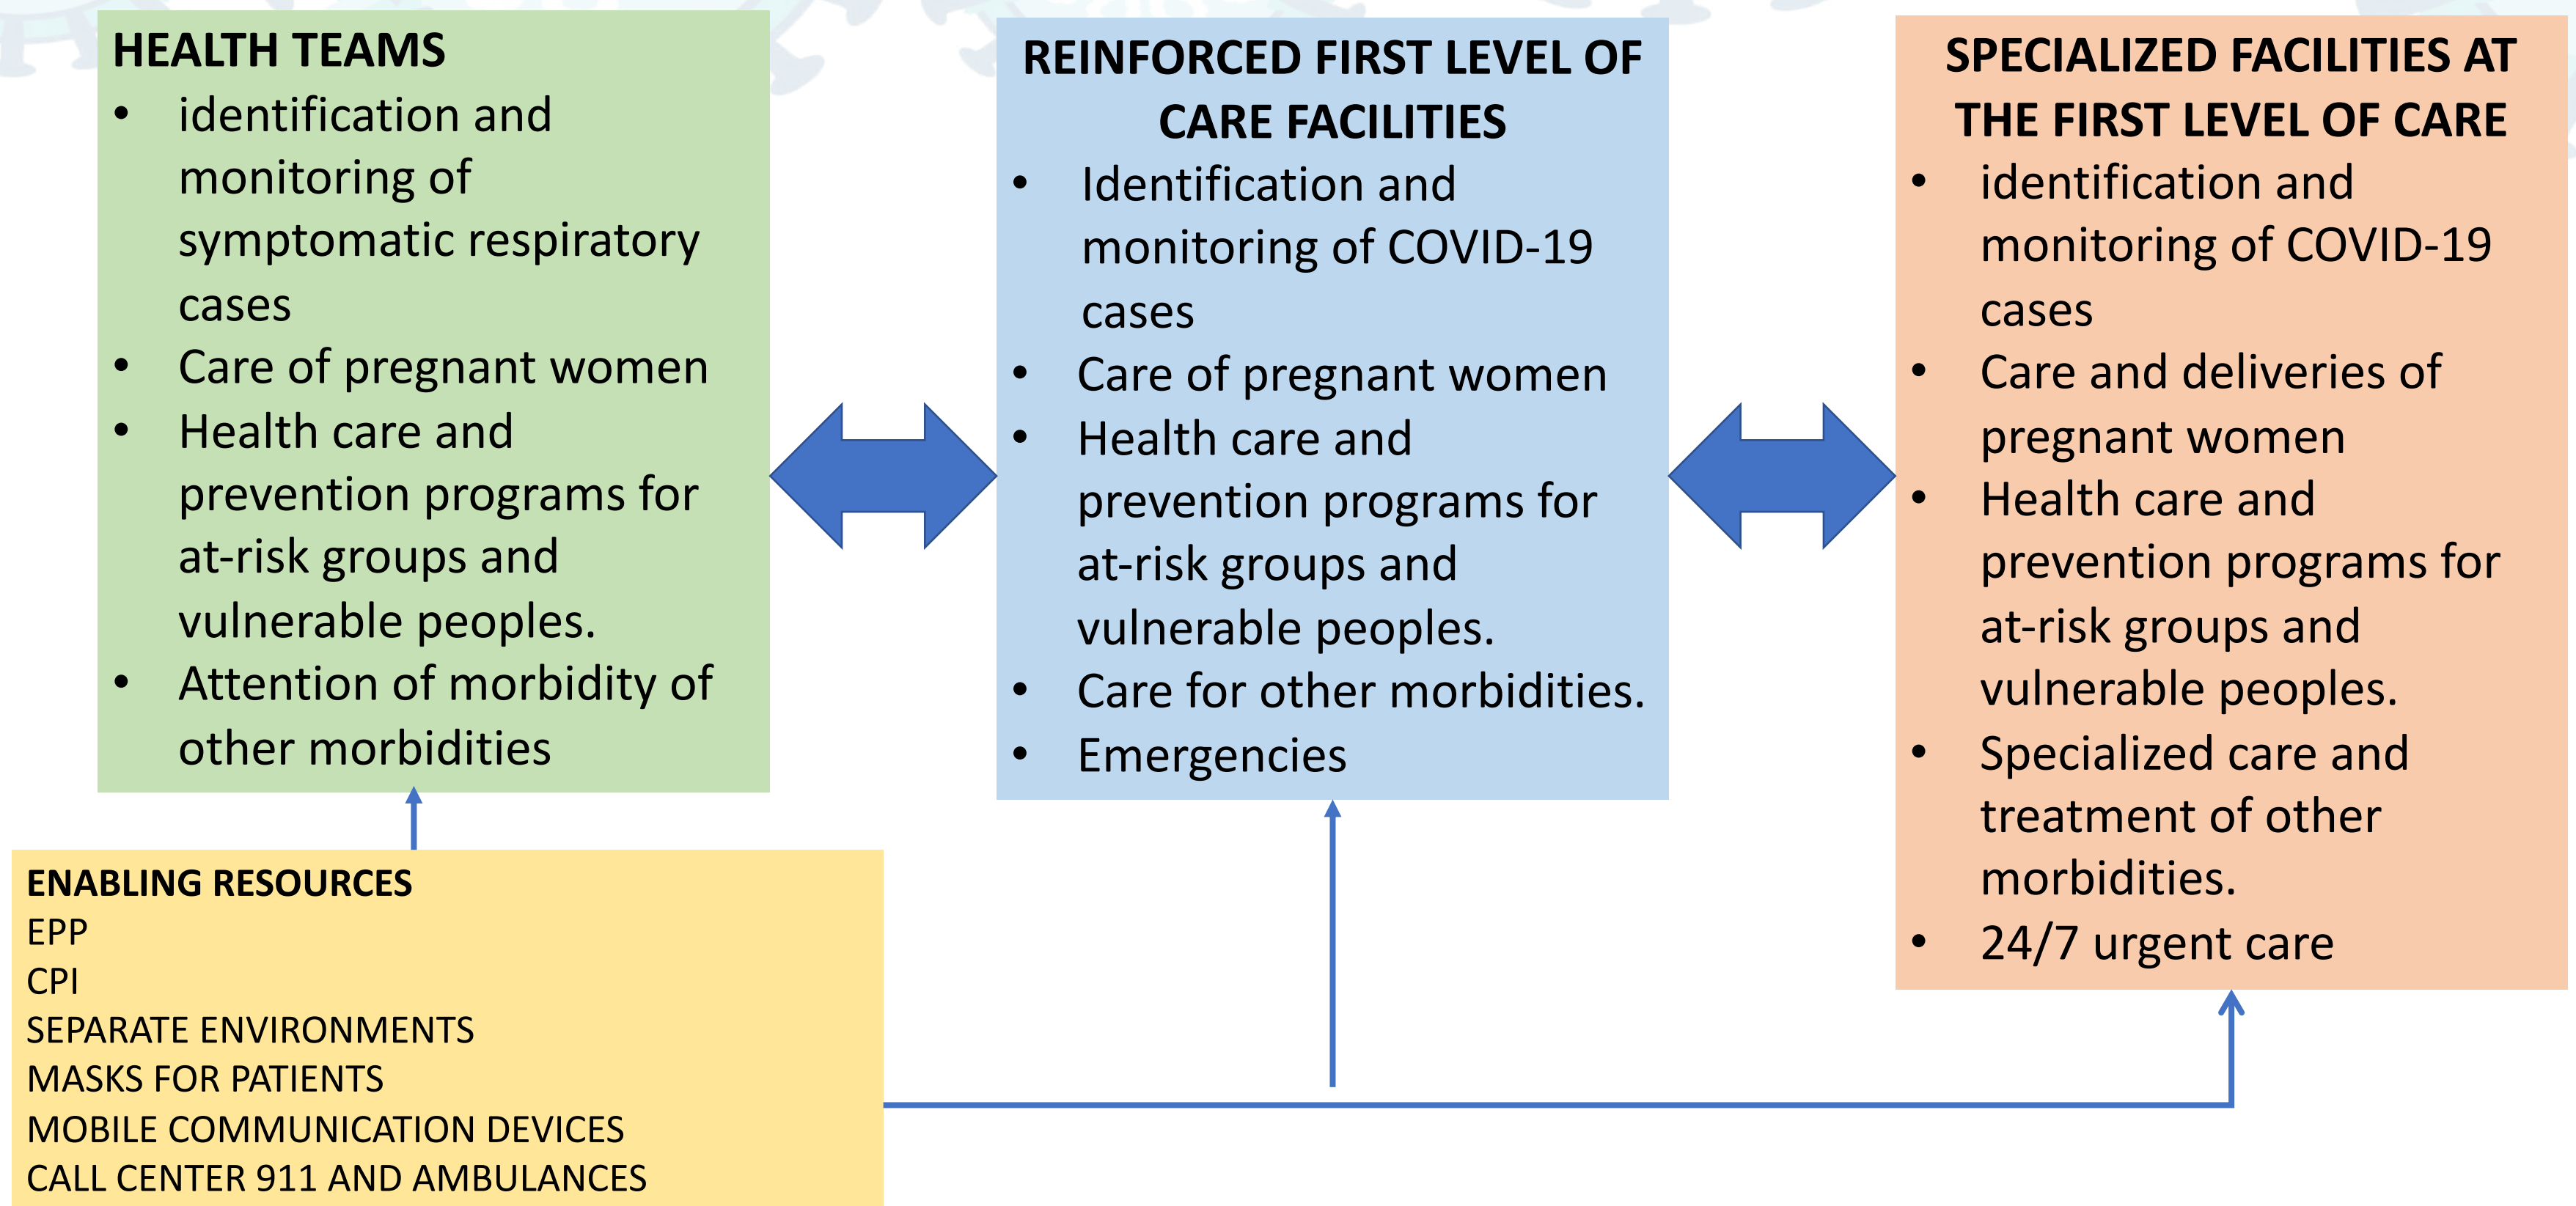 HEALTH TEAMS
• identification and
monitoring of
symptomatic respiratory
cases
• Care of pregnant women
• Health care and
prevention programs for
at-risk groups and
vulnerable peoples.
• Attention of morbidity of
other morbidities
REINFORCED FIRST LEVEL OF
CARE FACILITIES
• Identification and
monitoring of COVID-19
cases
• Care of pregnant women
• Health care and
prevention programs for
at-risk groups and
vulnerable peoples.
• Care for other morbidities.
• Emergencies
SPECIALIZED FACILITIES AT
THE FIRST LEVEL OF CARE
• identification and
monitoring of COVID-19
cases
• Care and deliveries of
pregnant women
• Health care and
prevention programs for
at-risk groups and
vulnerable peoples.
• Specialized care and
treatment of other
morbidities.
• 24/7 urgent care
ENABLING RESOURCES
EPP
CPI
SEPARATE ENVIRONMENTS
MASKS FOR PATIENTS
MOBILE COMMUNICATION DEVICES
CALL CENTER 911 AND AMBULANCES